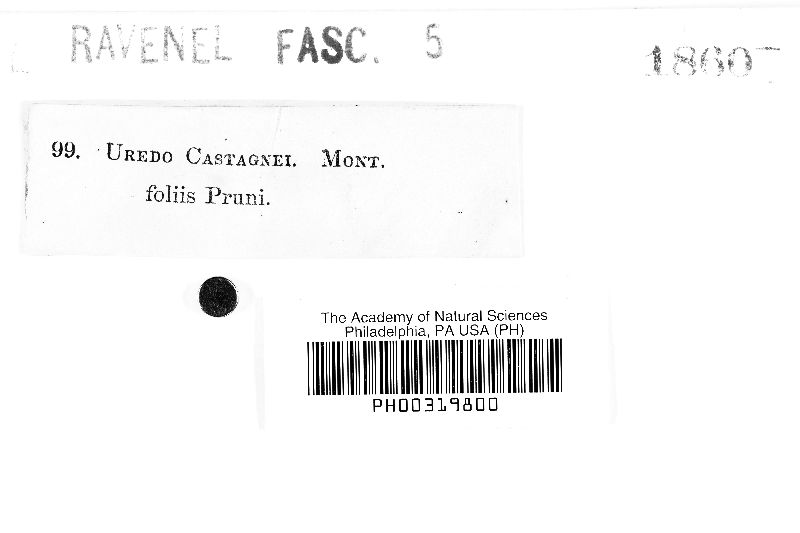 RAVENEL FASC. 5
1860
99. UREDO CASTAGNEI. MONT.
foliis Pruni.
The Academy of Natural Sciences
Philadelphia, PA USA (PH)
PH00319800